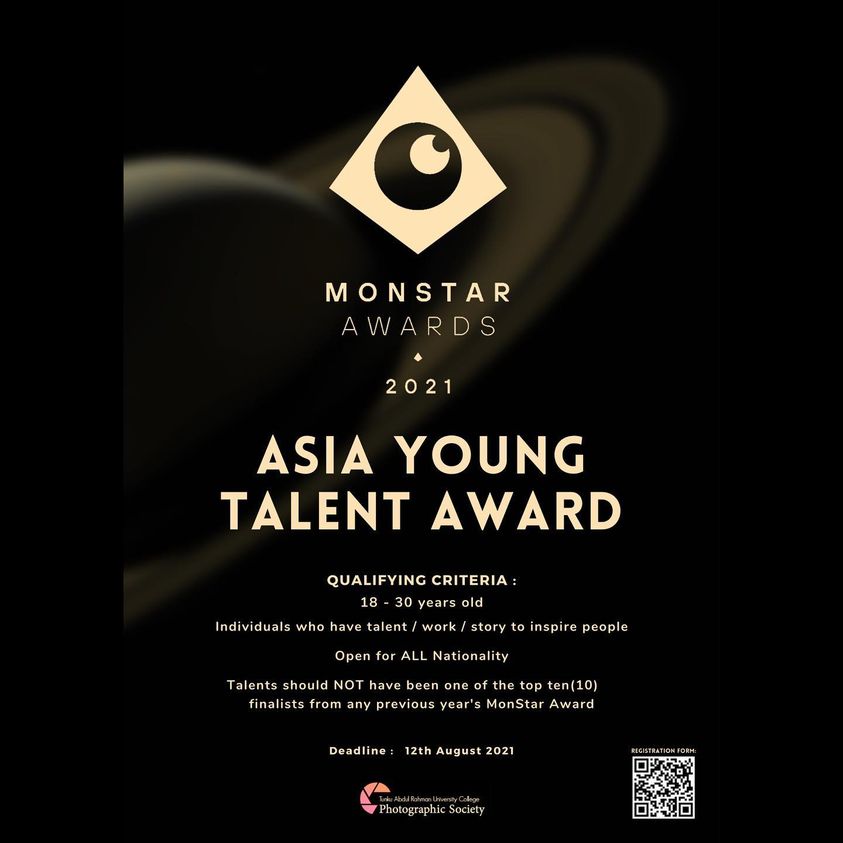 MONSTAR
AWARDS
2021
ASIA YOUNG
TALENT AWARD
QUALIFYING CRITERIA :
18 - 30 years old
Individuals who have talent / work / story to inspire people
Open for ALL Nationality
Talents should NOT have been one of the top ten(10)
finalists from any previous year's MonStar Award
Deadline : 12th August 2021
REGISTRATION FORM:
Tunku Abdul Rahman University College
Photographic Society